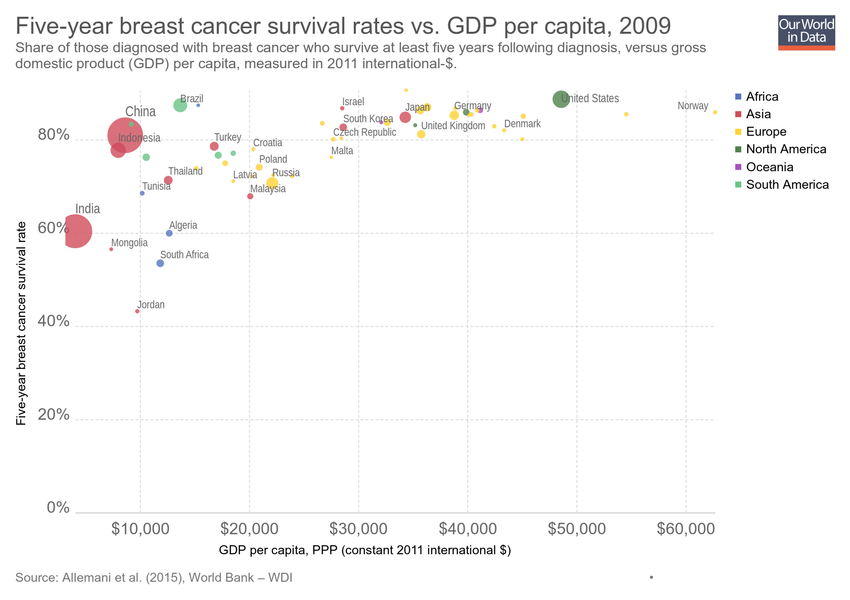 Five-year breast cancer survival rates vs. GDP per capita, 2009
Share of those diagnosed with breast cancer who survive at least five years following diagnosis, versus gross
domestic product (GDP) per capita, measured in 2011 international-$.
Our World
in Data
Africa
Asia
Europe
North America
Oceania
South America
Five-year breast cancer survival rate
80%
60%
40%
20%
0%
Brazil
China
Indonesia
Turkey
Thailand
Tunisia
India
Mongolia
Algeria
South Africa
Jordan
Croatia
Poland
Latvia
Russia
Malaysia
Israel
South Korea
Czech Republic
Malta
Japan
United Kingdom
Germany
Denmark
United States
Norway
$10,000
$20,000
$30,000
$40,000
$50,000
$60,000
GDP per capita, PPP (constant 2011 international $)
Source: Allemani et al. (2015), World Bank – WDI